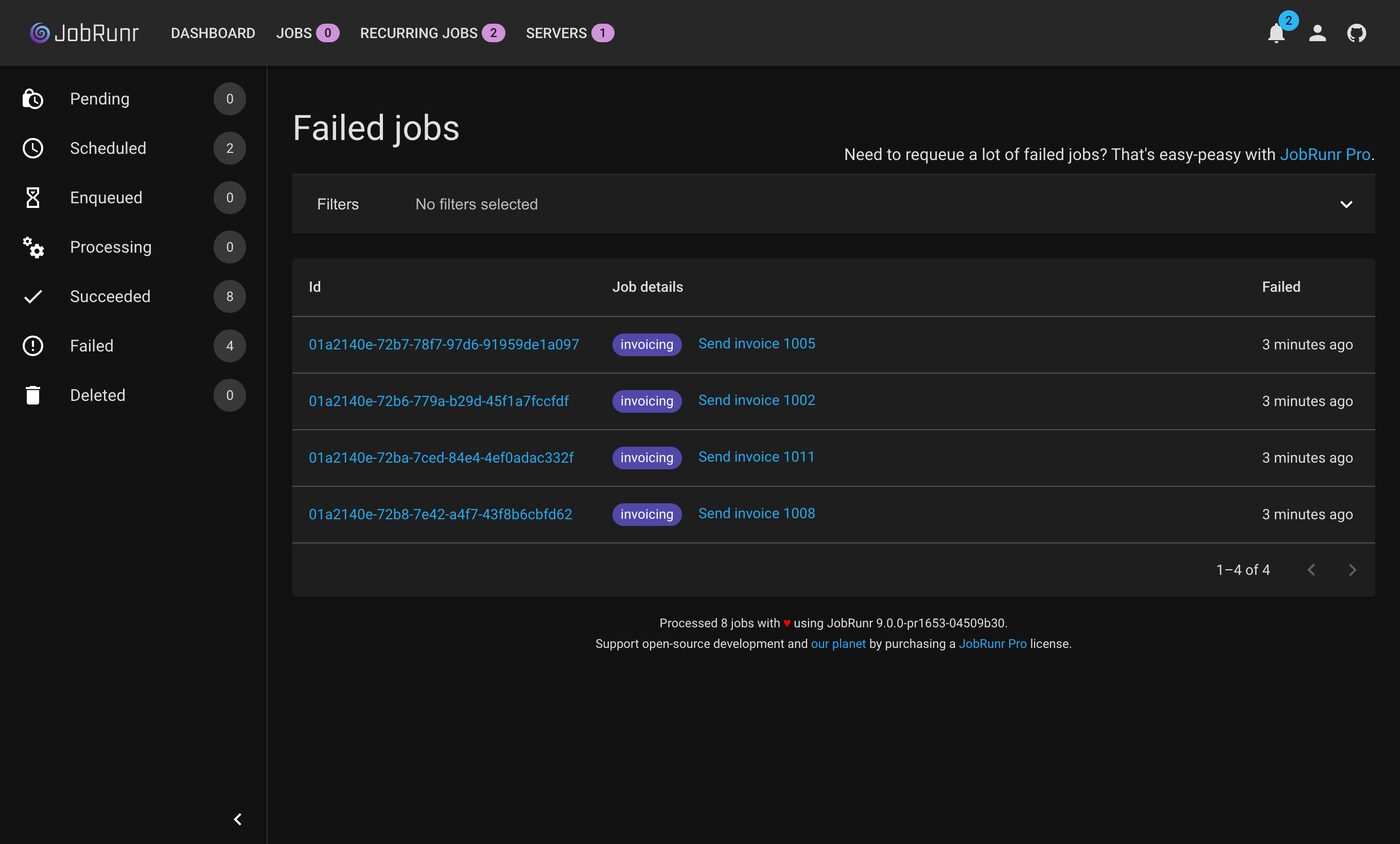 JobRunr DASHBOARD JOBS 0 RECURRING JOBS 2 SERVERS 1 2
Pending 0
Scheduled 2
Enqueued 0
Processing 0
Succeeded 8
Failed 4
Deleted 0
Failed jobs
Need to requeue a lot of failed jobs? That's easy-peasy with JobRunr Pro.
Filters No filters selected
Id Job details Failed
01a2140e-72b7-78f7-97d6-91959de1a097 invoicing Send invoice 1005 3 minutes ago
01a2140e-72b6-779a-b29d-45f1a7fccfdf invoicing Send invoice 1002 3 minutes ago
01a2140e-72ba-7ced-84e4-4ef0adac332f invoicing Send invoice 1011 3 minutes ago
01a2140e-72b8-7e42-a4f7-43f8b6cbfd62 invoicing Send invoice 1008 3 minutes ago
1–4 of 4
Processed 8 jobs with ♥ using JobRunr 9.0.0-pr1653-04509b30.
Support open-source development and our planet by purchasing a JobRunr Pro license.